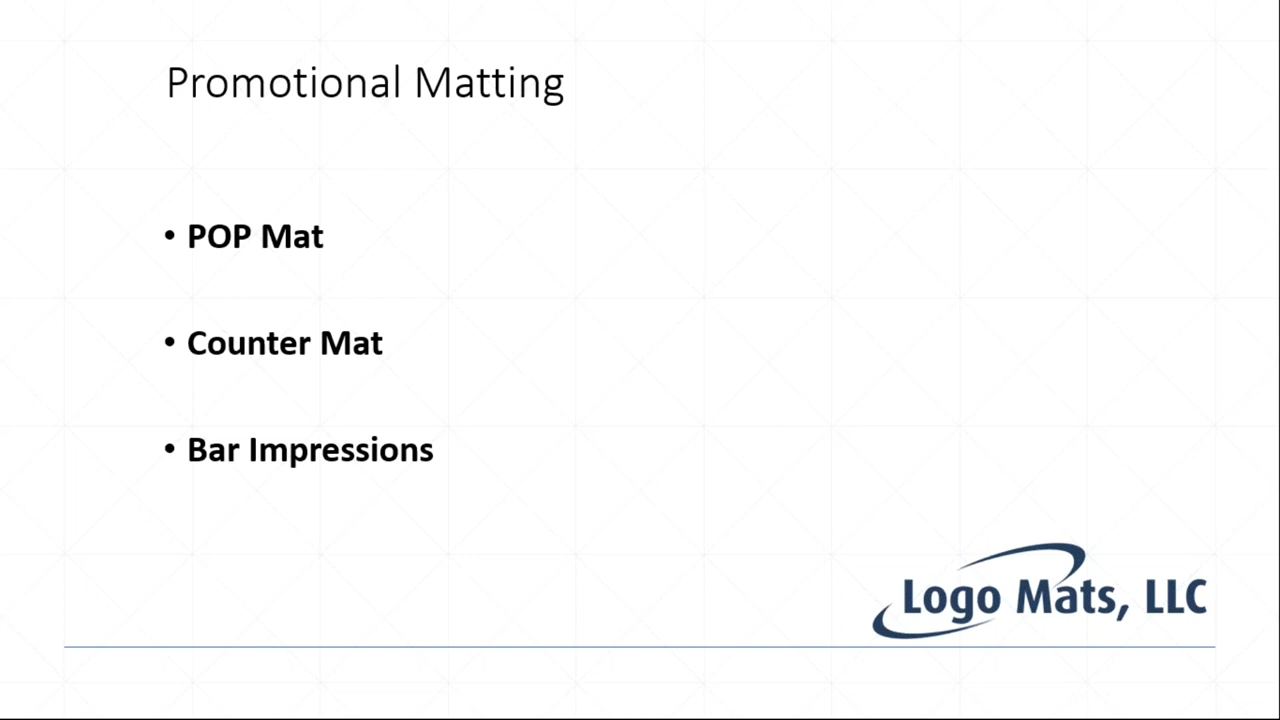 Promotional Matting
• POP Mat
• Counter Mat
• Bar Impressions
Logo Mats, LLC